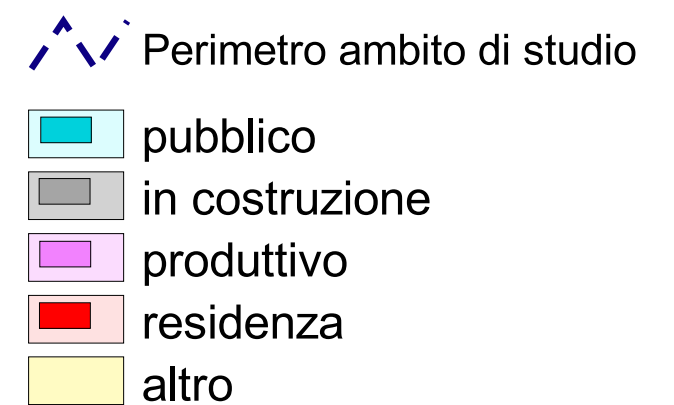 Perimetro ambito di studio
pubblico
in costruzione
produttivo
residenza
altro